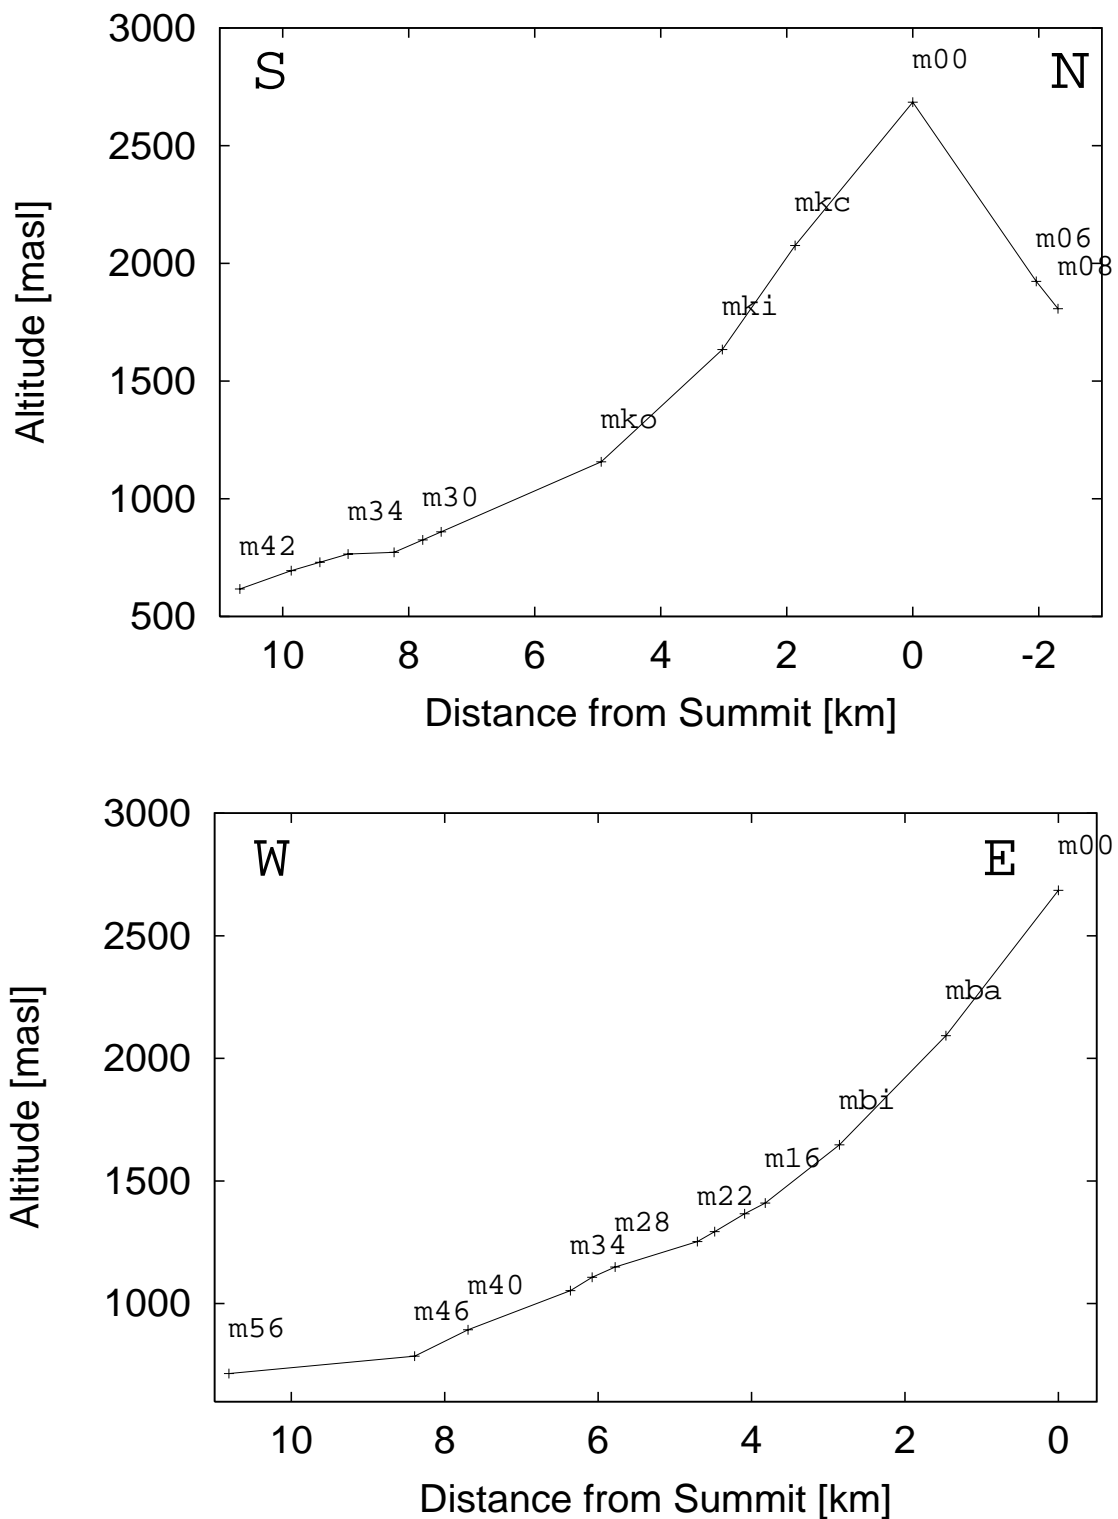 3000
S
m00
N
2500
mkc
m06
2000
m08
mki
1500
mko
1000
m34
m30
m42
500
10 8 6 4 2 0 -2
Altitude [masl]
Distance from Summit [km]
3000
W
E
m00
2500
mba
2000
mbi
m16
1500
m22
m28
m34
m40
1000
m46
m56
10 8 6 4 2 0
Altitude [masl]
Distance from Summit [km]